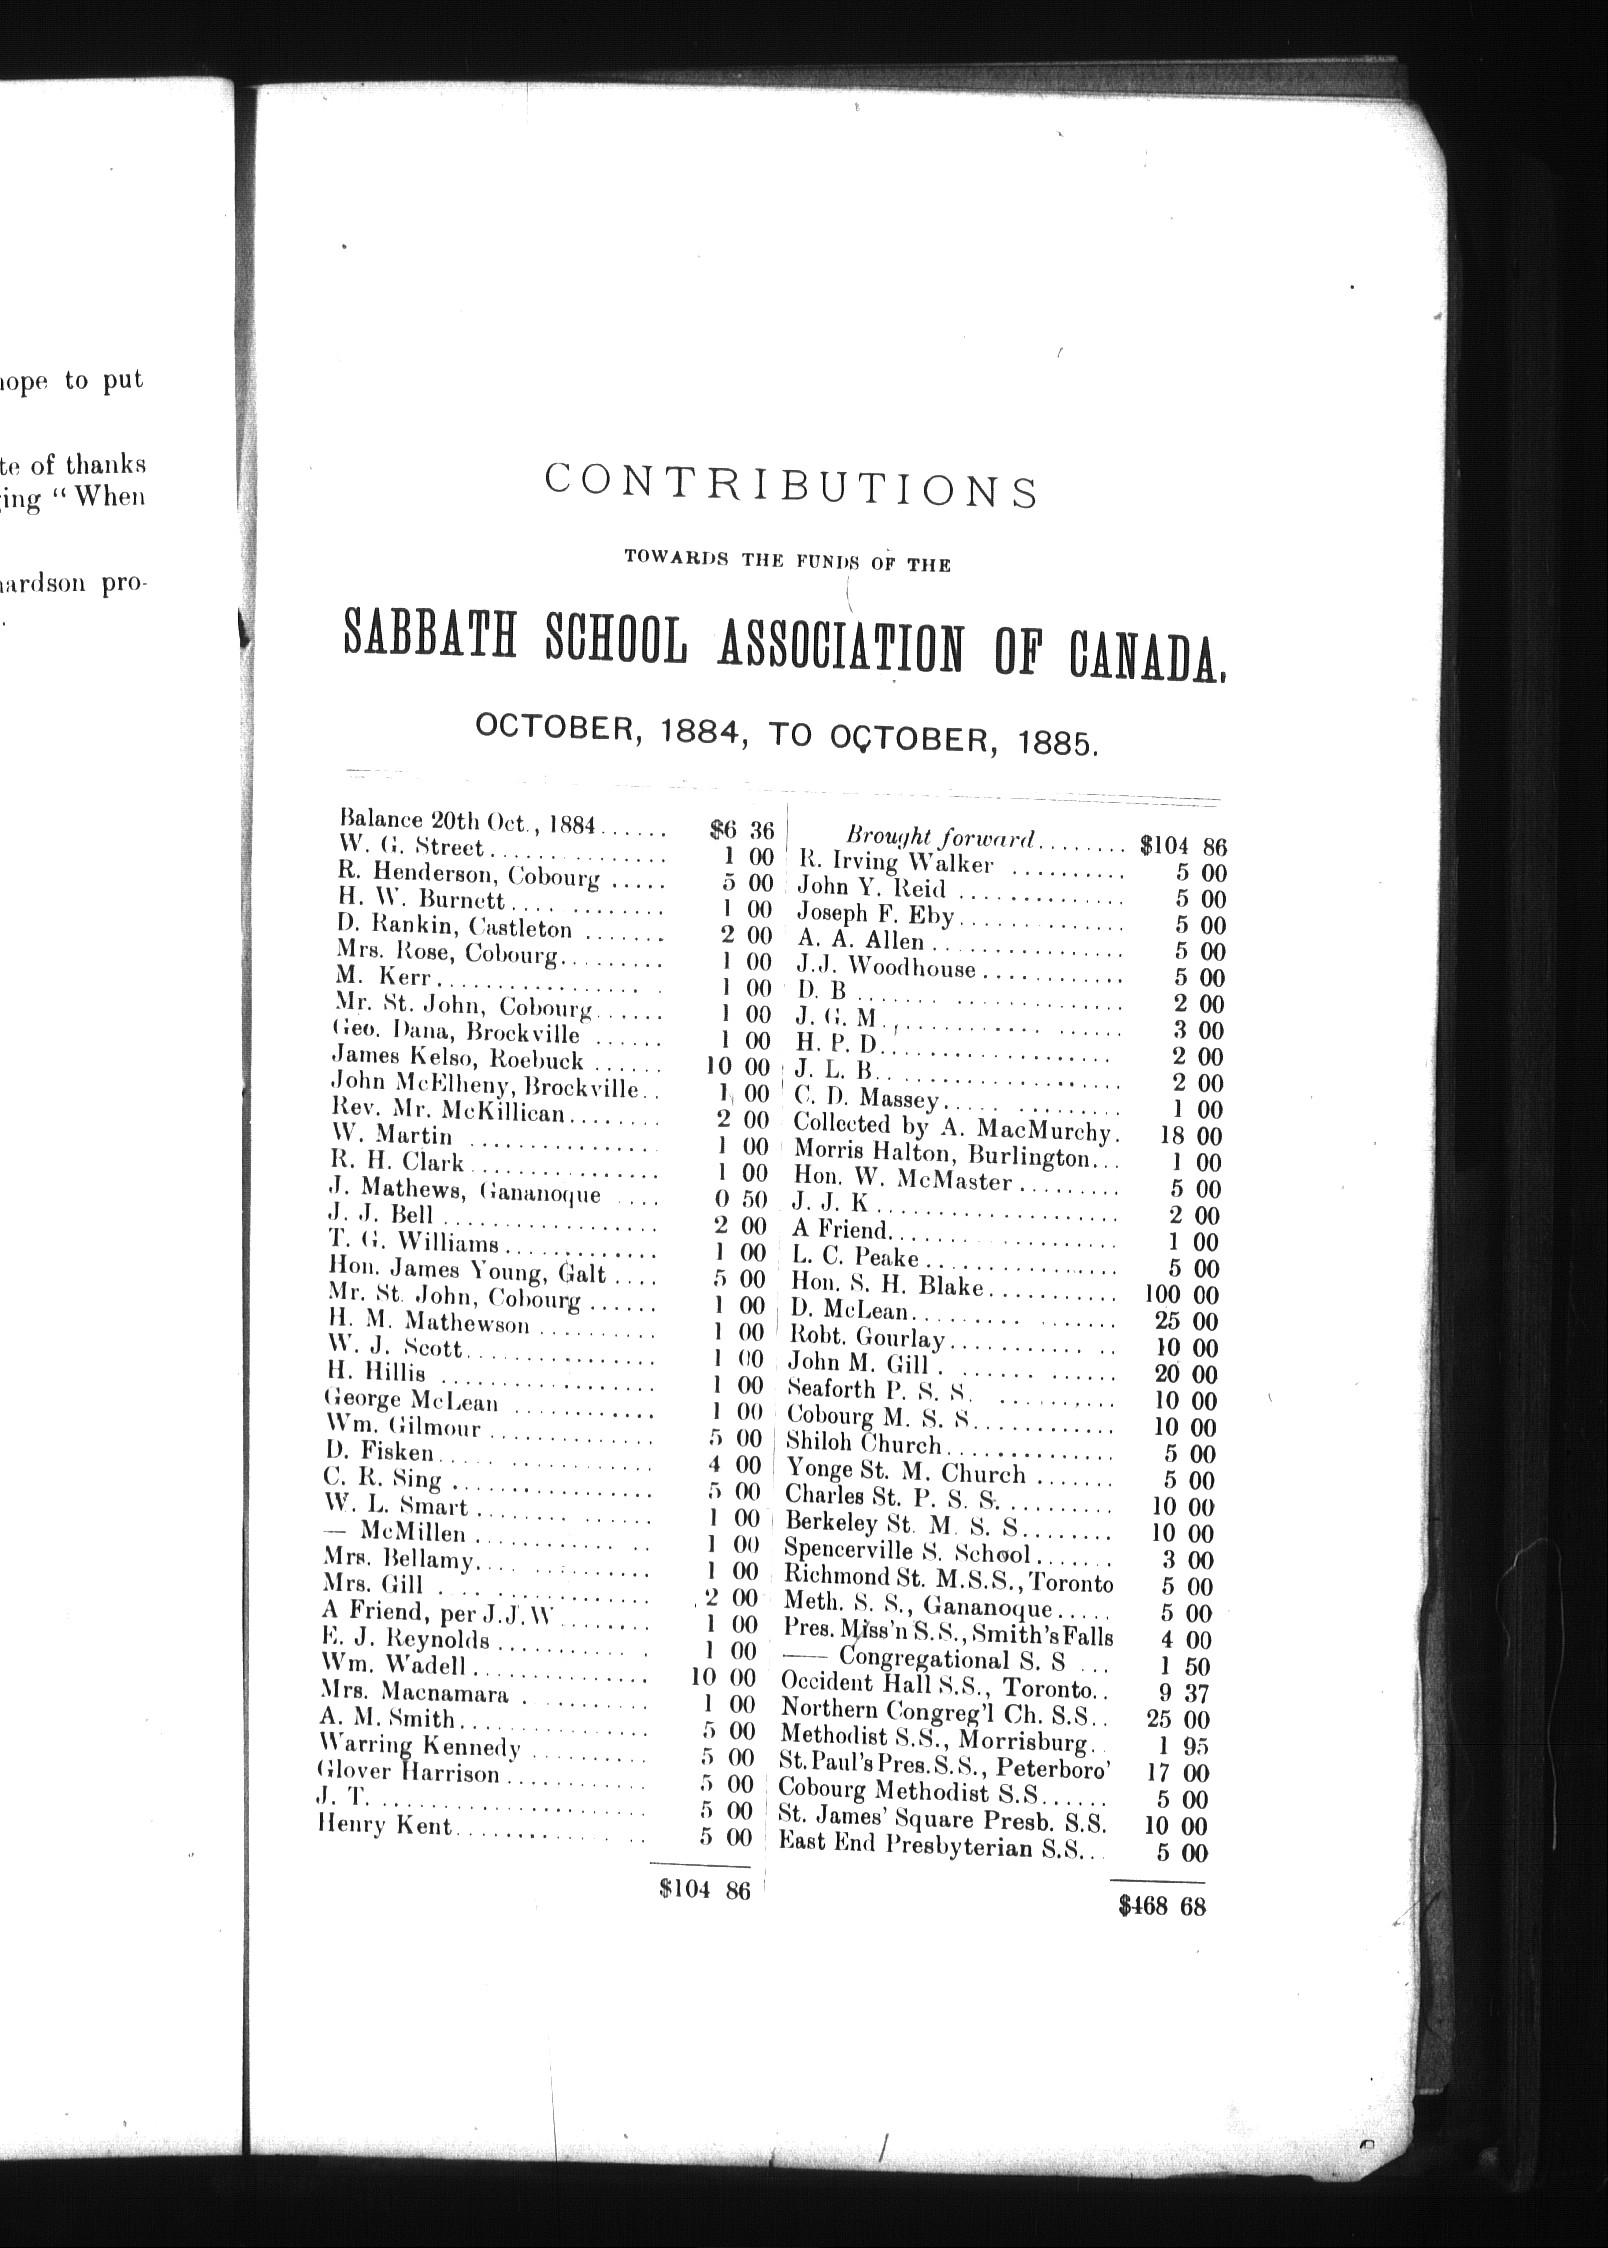 hope to put
te of thanks
ing "When
hardson pro-
CONTRIBUTIONS
TOWARDS THE FUNDS OF THE
SABBATH SCHOOL ASSOCIATION OF CANADA.
OCTOBER, 1884, TO OCTOBER, 1885.
Balance 20th Oct., 1884...... $6 36
W. G. Street............... 1 00
R. Henderson, Cobourg ..... 5 00
H. W. Burnett............ 1 00
D. Rankin, Castleton ....... 2 00
Mrs. Rose, Cobourg......... 1 00
M. Kerr................. 1 00
Mr. St. John, Cobourg...... 1 00
Geo. Dana, Brockville ...... 1 00
James Kelso, Roebuck ...... 10 00
John McElheny, Brockville.. 1 00
Rev. Mr. McKillican........ 2 00
W. Martin ................ 1 00
R. H. Clark................ 1 00
J. Mathews, Gananoque .... 0 50
J. J. Bell .................. 2 00
T. G. Williams............. 1 00
Hon. James Young, Galt .... 5 00
Mr. St. John, Cobourg ...... 1 00
H. M. Mathewson .......... 1 00
W. J. Scott................ 1 00
H. Hillis .................. 1 00
George McLean ............ 1 00
Wm. Gilmour .............. 5 00
D. Fisken.................. 4 00
C. R. Sing ................. 5 00
W. L. Smart .............. 1 00
— McMillen .............. 1 00
Mrs. Bellamy.............. 1 00
Mrs. Gill ................. 2 00
A Friend, per J.J.W ........ 1 00
E. J. Reynolds ............ 1 00
Wm. Wadell............... 10 00
Mrs. Macnamara ........... 1 00
A. M. Smith................ 5 00
Warring Kennedy .......... 5 00
Glover Harrison ............ 5 00
J. T....................... 5 00
Henry Kent................ 5 00
$104 86
Brought forward........ $104 86
R. Irving Walker .......... 5 00
John Y. Reid .............. 5 00
Joseph F. Eby.............. 5 00
A. A. Allen ................ 5 00
J.J. Woodhouse ............ 5 00
D. B ..................... 2 00
J. G. M................... 3 00
H. P. D................... 2 00
J. L. B................... 2 00
C. D. Massey.............. 1 00
Collected by A. MacMurchy. 18 00
Morris Halton, Burlington... 1 00
Hon. W. McMaster ......... 5 00
J. J. K .................... 2 00
A Friend................... 1 00
L. C. Peake ................ 5 00
Hon. S. H. Blake........... 100 00
D. McLean................ 25 00
Robt. Gourlay............. 10 00
John M. Gill .............. 20 00
Seaforth P. S. S. .......... 10 00
Cobourg M. S. S............ 10 00
Shiloh Church.............. 5 00
Yonge St. M. Church ....... 5 00
Charles St. P. S. S.......... 10 00
Berkeley St. M. S. S........ 10 00
Spencerville S. School....... 3 00
Richmond St. M.S.S., Toronto 5 00
Meth. S. S., Gananoque..... 5 00
Pres. Miss'n S.S., Smith's Falls 4 00
—— Congregational S. S ... 1 50
Occident Hall S.S., Toronto.. 9 37
Northern Congreg'l Ch. S.S.. 25 00
Methodist S.S., Morrisburg.. 1 95
St. Paul's Pres. S.S., Peterboro' 17 00
Cobourg Methodist S.S...... 5 00
St. James' Square Presb. S.S. 10 00
East End Presbyterian S.S... 5 00
$468 68